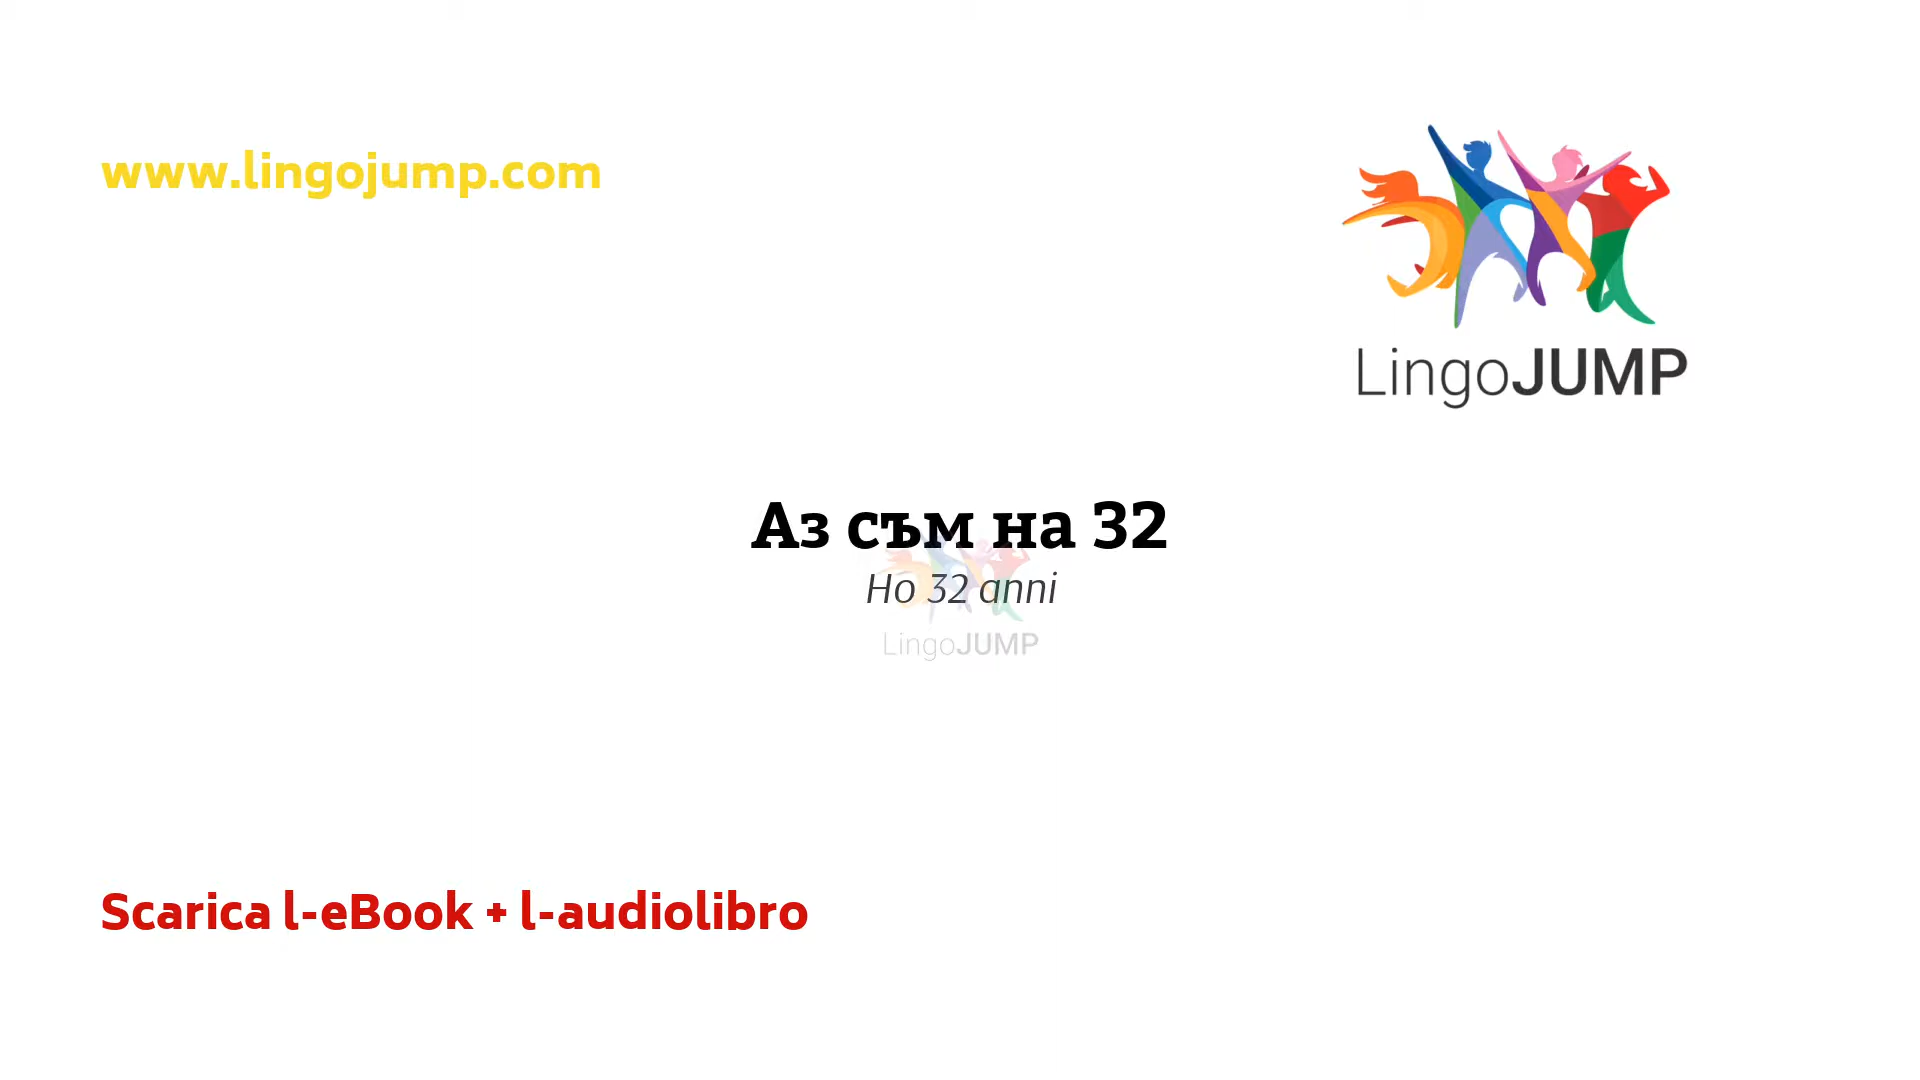 www.lingojump.com
LingoJUMP
Аз съм на 32
Ho 32 anni
LingoJUMP
Scarica l-eBook + l-audiolibro